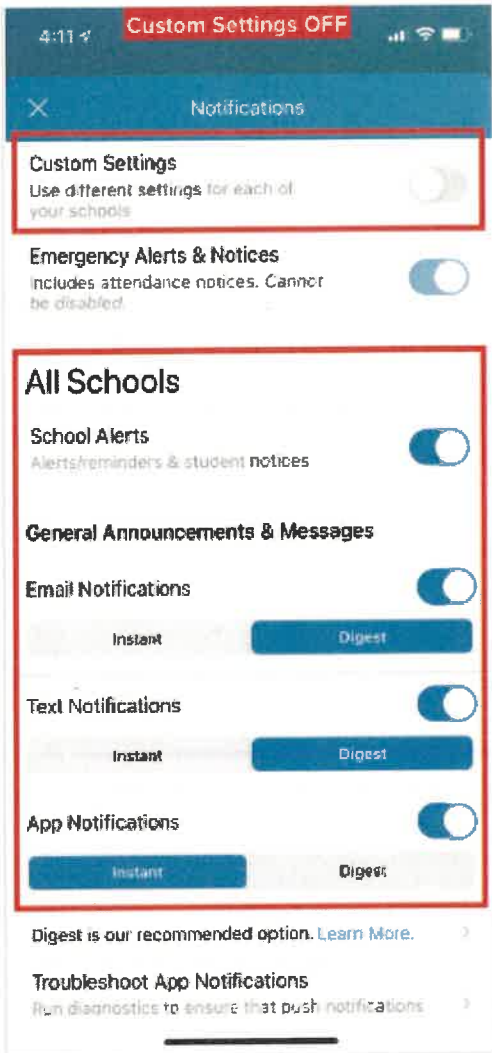 Custom Settings OFF
4:11
Notifications
Custom Settings
Use different settings for each of
your schools
Emergency Alerts & Notices
Includes attendance notices. Cannot
be disabled.
All Schools
School Alerts
Alerts/reminders & student notices
General Announcements & Messages
Email Notifications
Instant Digest
Text Notifications
Instant Digest
App Notifications
Instant Digest
Digest is our recommended option. Learn More.
Troubleshoot App Notifications
Run diagnostics to ensure that push notifications